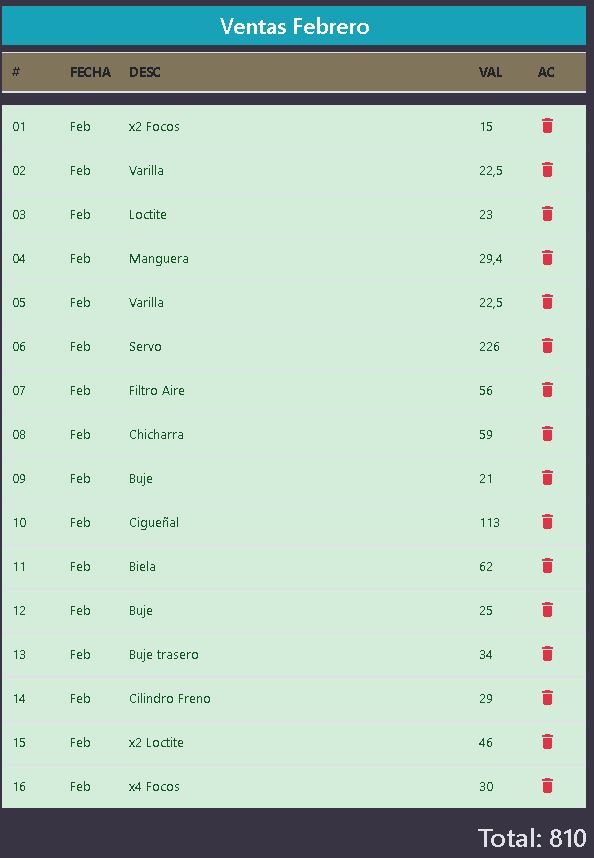 Ventas Febrero
# FECHA DESC VAL AC
01 Feb x2 Focos 15
02 Feb Varilla 22,5
03 Feb Loctite 23
04 Feb Manguera 29,4
05 Feb Varilla 22,5
06 Feb Servo 226
07 Feb Filtro Aire 56
08 Feb Chicharra 59
09 Feb Buje 21
10 Feb Cigueñal 113
11 Feb Biela 62
12 Feb Buje 25
13 Feb Buje trasero 34
14 Feb Cilindro Freno 29
15 Feb x2 Loctite 46
16 Feb x4 Focos 30
Total: 810